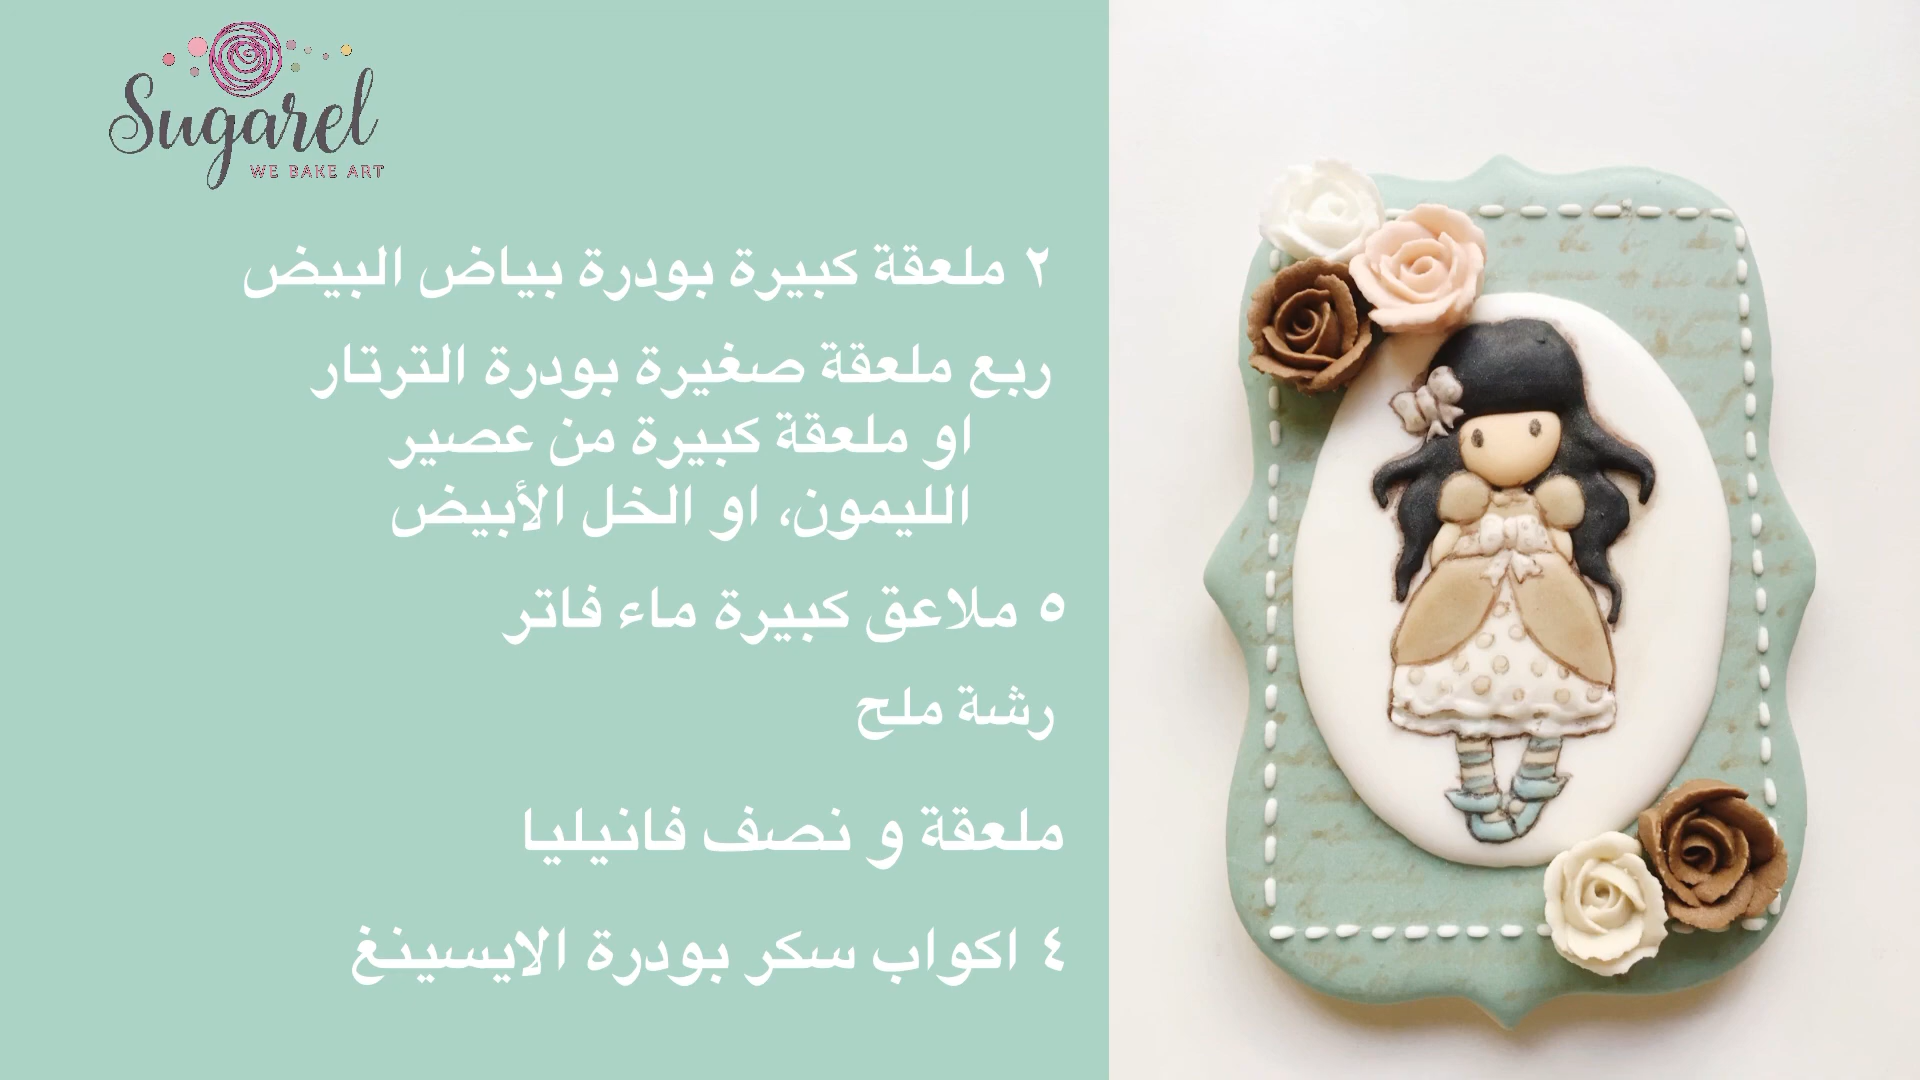 Sugarel
WE BAKE ART
٢ ملعقة كبيرة بودرة بياض البيض
ربع ملعقة صغيرة بودرة الترتار
او ملعقة كبيرة من عصير
الليمون، او الخل الأبيض
٥ ملاعق كبيرة ماء فاتر
رشة ملح
ملعقة و نصف فانيليا
٤ اكواب سكر بودرة الايسينغ